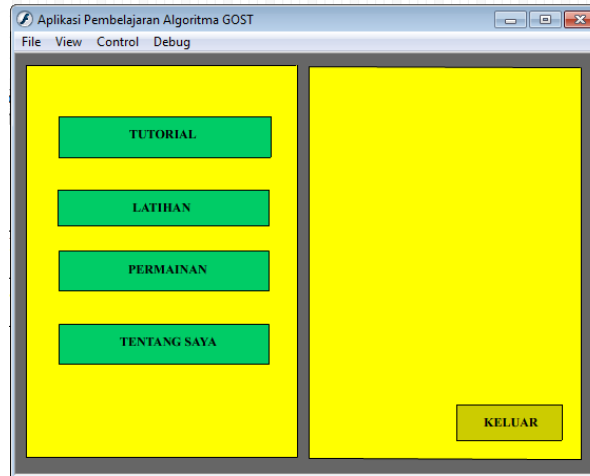 Aplikasi Pembelajaran Algoritma GOST
File View Control Debug
TUTORIAL
LATIHAN
PERMAINAN
TENTANG SAYA
KELUAR